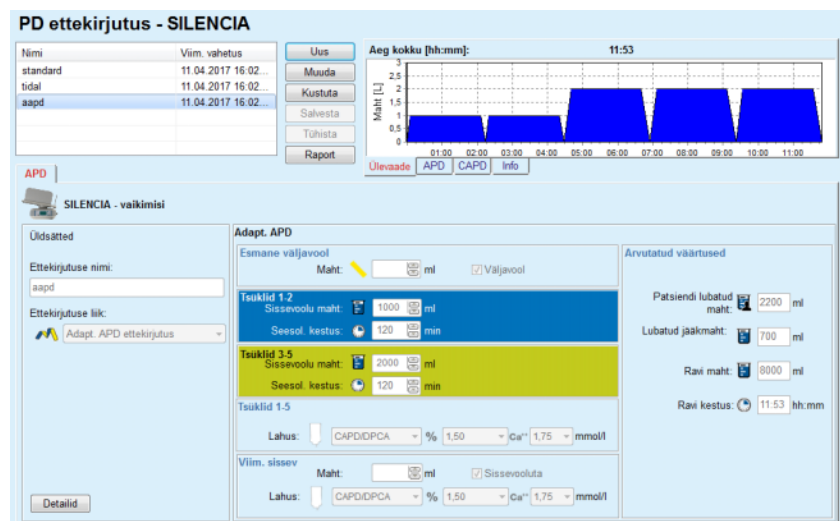 PD ettekirjutus - SILENCIA
Nimi Viim. vahetus
standard 11.04.2017 16:02...
tidal 11.04.2017 16:02...
aapd 11.04.2017 16:02...
Uus
Muuda
Kustuta
Salvesta
Tühista
Raport
Aeg kokku [hh:mm]: 11:53
Maht [L]
3
2,5
2
1,5
1
0,5
0
01:00 02:00 03:00 04:00 05:00 06:00 07:00 08:00 09:00 10:00 11:00
Ülevaade APD CAPD Info
APD
SILENCIA - vaikimisi
Üldsätted
Ettekirjutuse nimi:
aapd
Ettekirjutuse liik:
Adapt. APD ettekirjutus
Detailid
Adapt. APD
Esmane väljavool
Maht: ml Väljavool
Tsüklid 1-2
Sissevoolu maht: 1000 ml
Seesol. kestus: 120 min
Tsüklid 3-5
Sissevoolu maht: 2000 ml
Seesol. kestus: 120 min
Tsüklid 1-5
Lahus: CAPD/DPCA % 1,50 Ca⁺⁺ 1,75 mmol/l
Viim. sissev
Maht: ml Sissevooluta
Lahus: CAPD/DPCA % 1,50 Ca⁺⁺ 1,75 mmol/l
Arvutatud väärtused
Patsiendi lubatud
maht: 2200 ml
Lubatud jääkmaht: 700 ml
Ravi maht: 8000 ml
Ravi kestus: 11:53 hh:mm